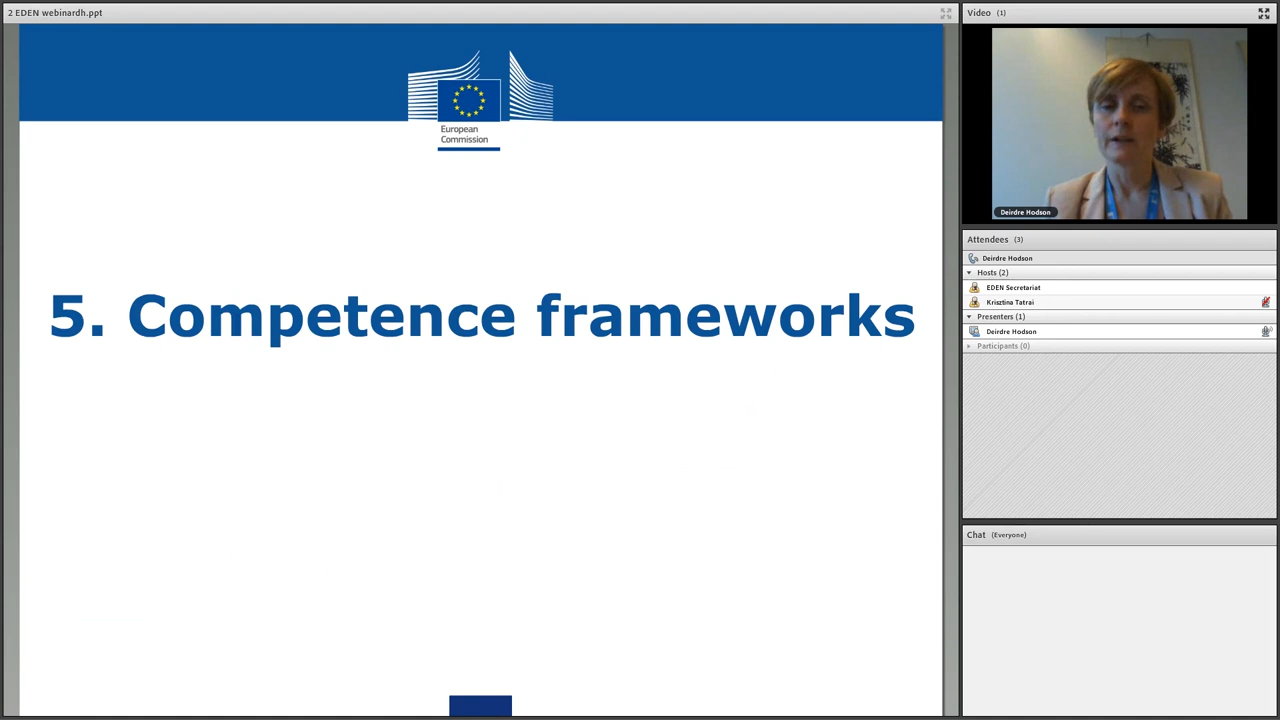 2 EDEN webinardh.ppt
European
Commission
5. Competence frameworks
Video (1)
Deirdre Hodson
Attendees (3)
Deirdre Hodson
Hosts (2)
EDEN Secretariat
Krisztina Tatrai
Presenters (1)
Deirdre Hodson
Participants (0)
Chat (Everyone)